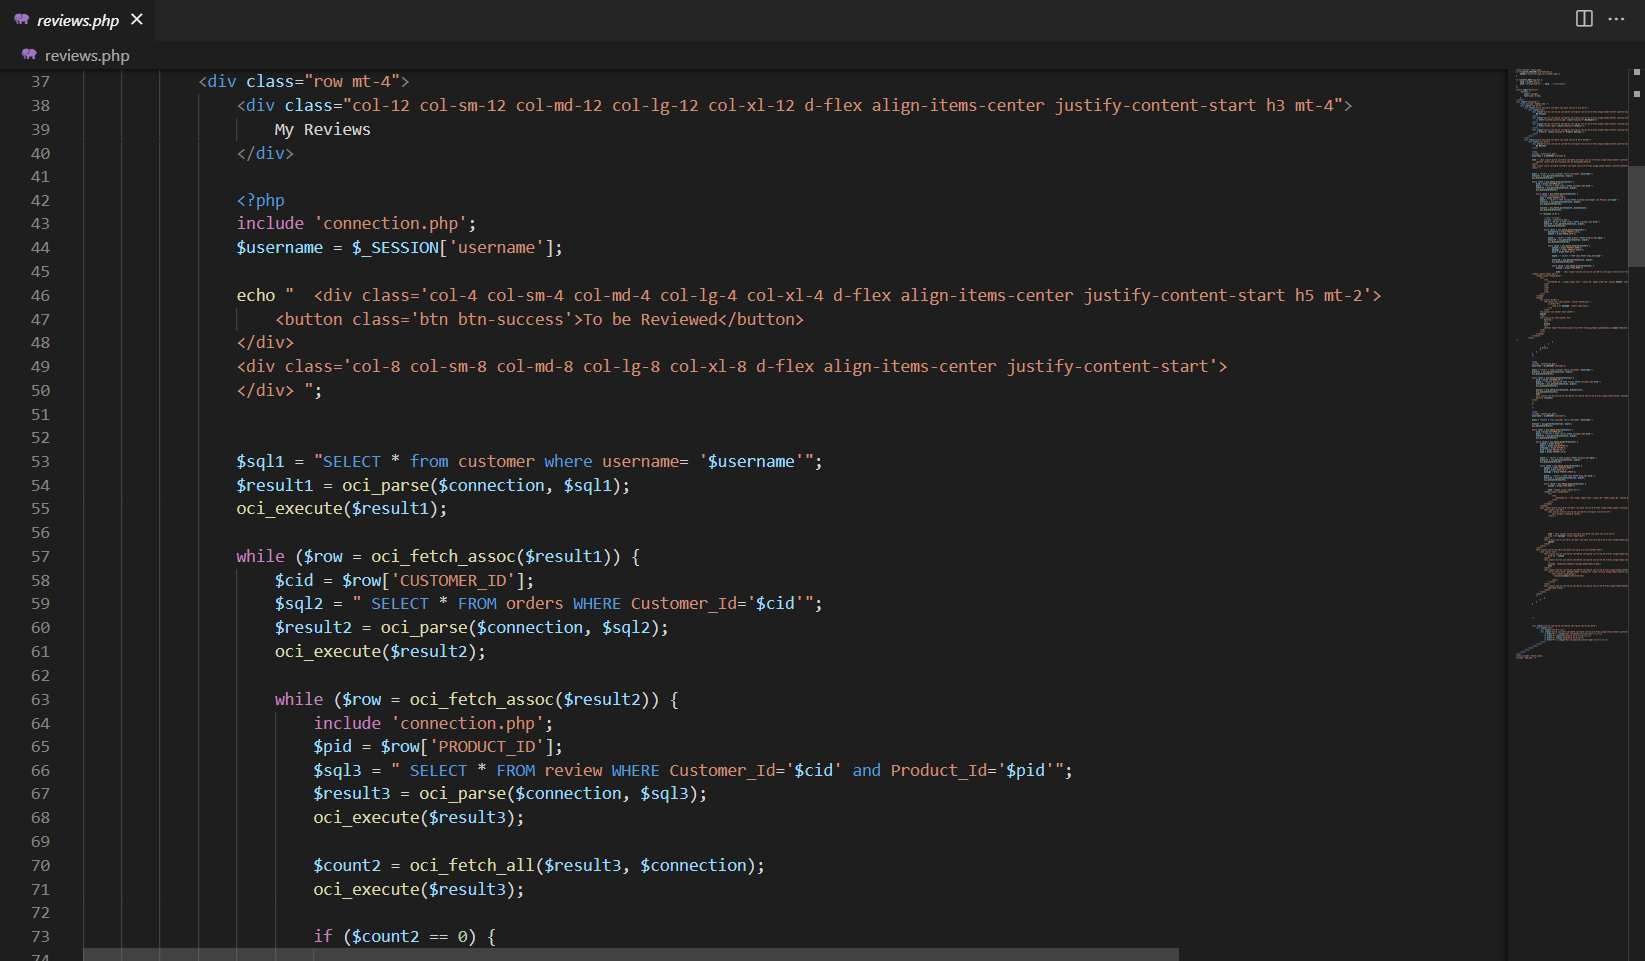 reviews.php
reviews.php
37 <div class="row mt-4">
38 <div class="col-12 col-sm-12 col-md-12 col-lg-12 col-xl-12 d-flex align-items-center justify-content-start h3 mt-4">
39 My Reviews
40 </div>
41
42 <?php
43 include 'connection.php';
44 $username = $_SESSION['username'];
45
46 echo "  <div class='col-4 col-sm-4 col-md-4 col-lg-4 col-xl-4 d-flex align-items-center justify-content-start h5 mt-2'>
47 <button class='btn btn-success'>To be Reviewed</button>
48 </div>
49 <div class='col-8 col-sm-8 col-md-8 col-lg-8 col-xl-8 d-flex align-items-center justify-content-start'>
50 </div> ";
51
52
53 $sql1 = "SELECT * from customer where username= '$username'";
54 $result1 = oci_parse($connection, $sql1);
55 oci_execute($result1);
56
57 while ($row = oci_fetch_assoc($result1)) {
58 $cid = $row['CUSTOMER_ID'];
59 $sql2 = " SELECT * FROM orders WHERE Customer_Id='$cid'";
60 $result2 = oci_parse($connection, $sql2);
61 oci_execute($result2);
62
63 while ($row = oci_fetch_assoc($result2)) {
64 include 'connection.php';
65 $pid = $row['PRODUCT_ID'];
66 $sql3 = " SELECT * FROM review WHERE Customer_Id='$cid' and Product_Id='$pid'";
67 $result3 = oci_parse($connection, $sql3);
68 oci_execute($result3);
69
70 $count2 = oci_fetch_all($result3, $connection);
71 oci_execute($result3);
72
73 if ($count2 == 0) {
74